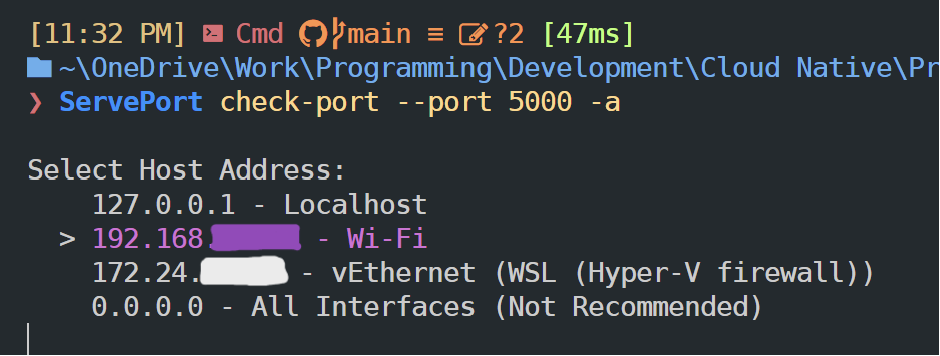 [11:32 PM] Cmd main ≡ ?2 [47ms]
~\OneDrive\Work\Programming\Development\Cloud Native\Pr
❯ ServePort check-port --port 5000 -a
Select Host Address:
127.0.0.1 - Localhost
> 192.168. - Wi-Fi
172.24. - vEthernet (WSL (Hyper-V firewall))
0.0.0.0 - All Interfaces (Not Recommended)